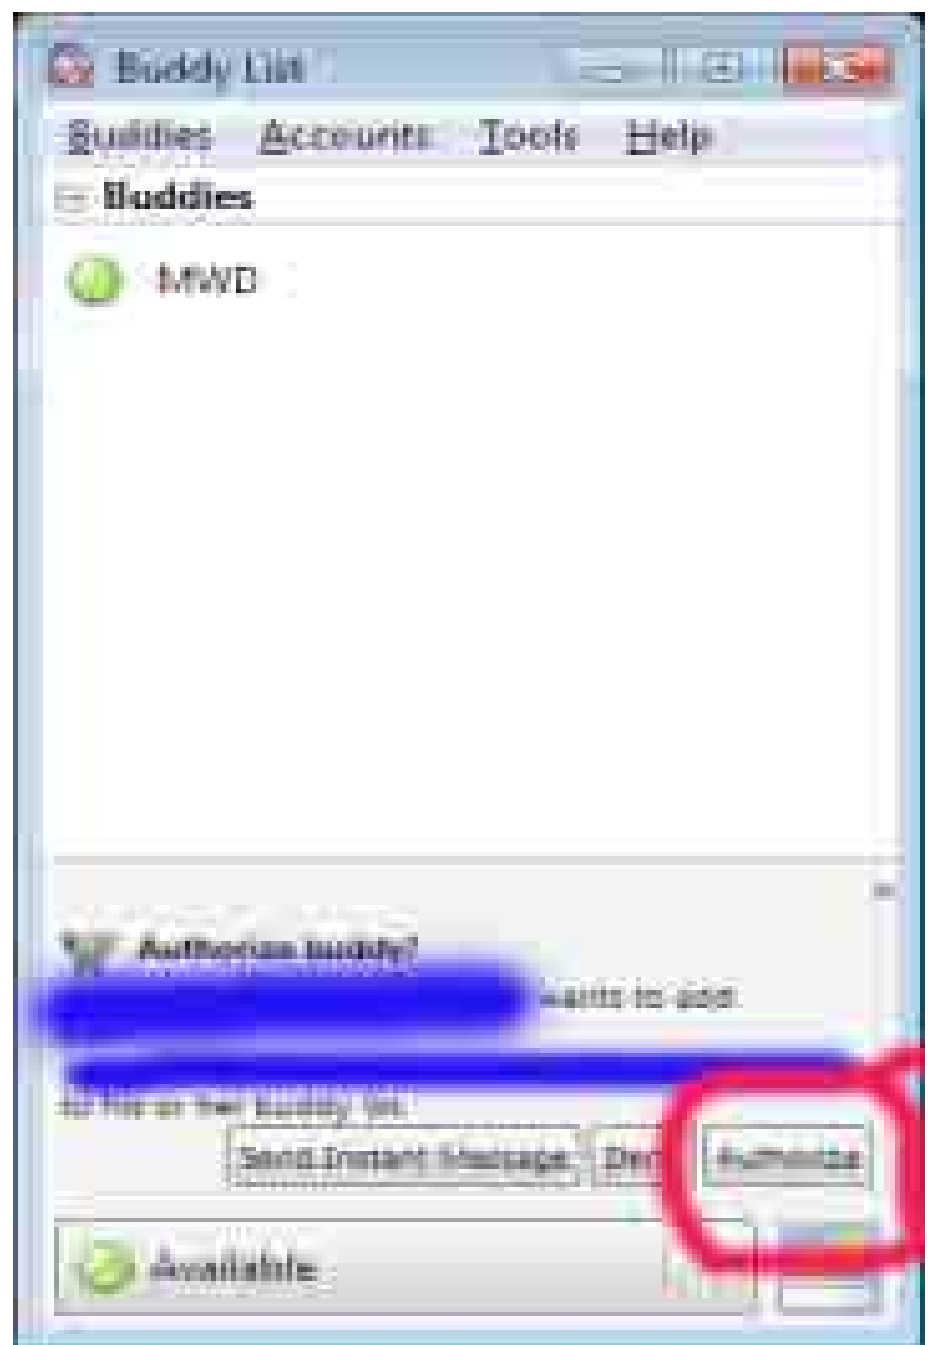 Buddy List
Buddies Accounts Tools Help
Buddies
MWD
Authorize buddy?
wants to add
to his or her buddy list.
Send Instant Message Authorize
Available